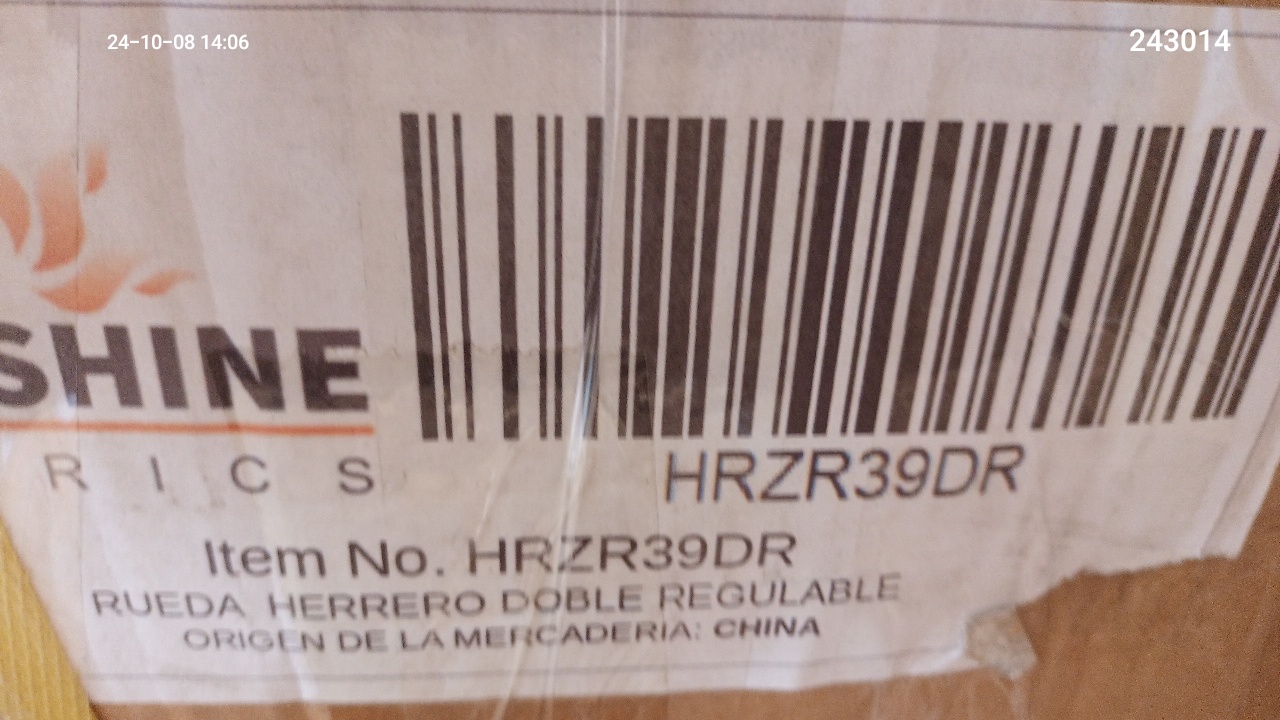 24-10-08 14:06
243014
SHINE
RICS
HRZR39DR
Item No. HRZR39DR
RUEDA HERRERO DOBLE REGULABLE
ORIGEN DE LA MERCADERIA: CHINA